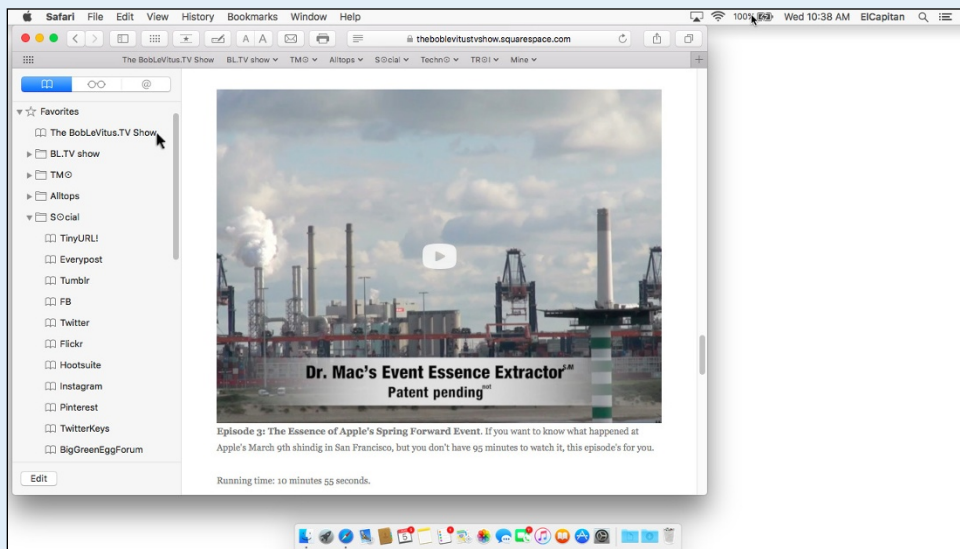 Safari File Edit View History Bookmarks Window Help 100% Wed 10:38 AM ElCapitan
A A theboblevitustvshow.squarespace.com
The BobLeVitus.TV Show BL.TV show TM☉ Alltops S☉cial Techn☉ TR☉I Mine
@
Favorites
The BobLeVitus.TV Show
BL.TV show
TM☉
Alltops
S☉cial
TinyURL!
Everypost
Tumblr
FB
Twitter
Flickr
Hootsuite
Instagram
Pinterest
TwitterKeys
BigGreenEggForum
Edit
Dr. Mac's Event Essence Extractor SM
Patent pending not
Episode 3: The Essence of Apple's Spring Forward Event. If you want to know what happened at
Apple's March 9th shindig in San Francisco, but you don't have 95 minutes to watch it, this episode's for you.
Running time: 10 minutes 55 seconds.